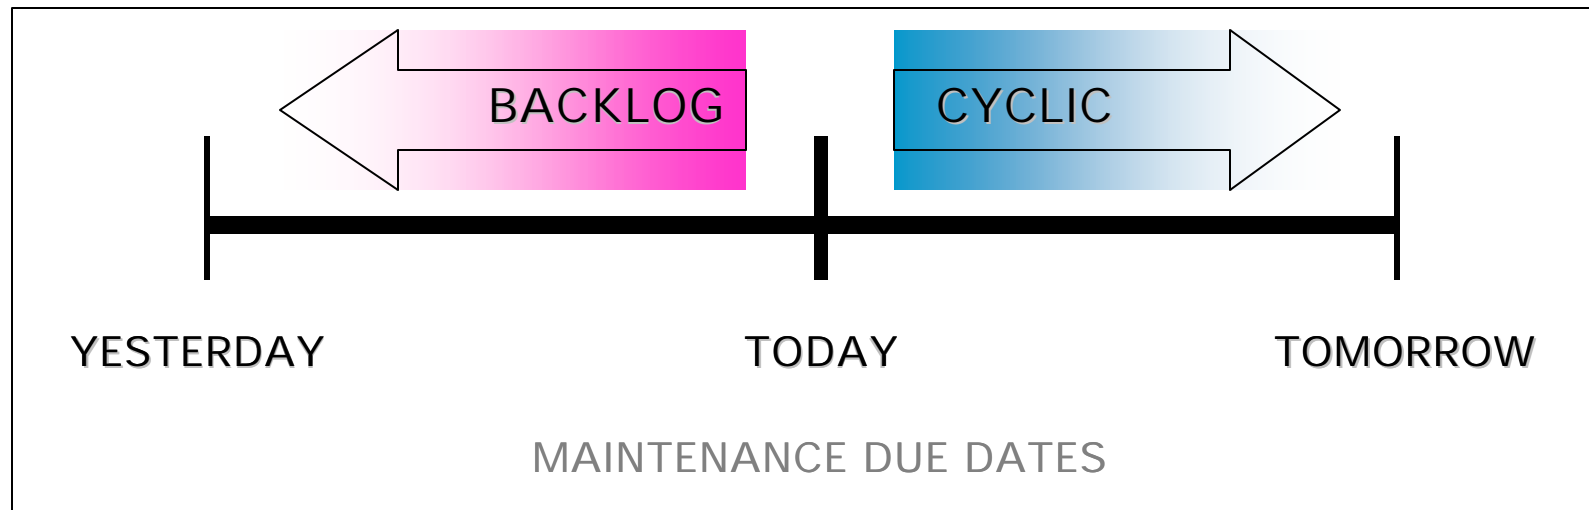 BACKLOG CYCLIC
YESTERDAY TODAY TOMORROW
MAINTENANCE DUE DATES